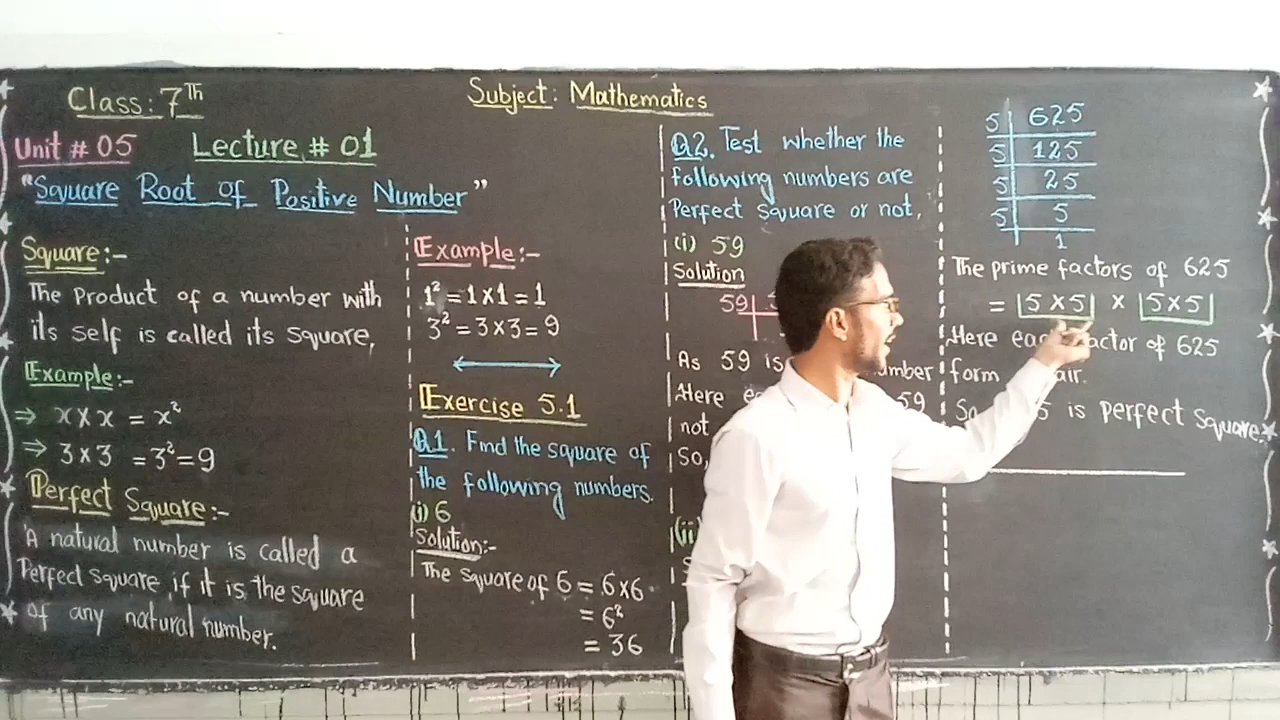 Class: 7Th
Subject: Mathematics
Unit # 05 Lecture # 01
"Square Root of Positive Number"
Square:-
The Product of a number with
its self is called its square,
Example:-
⇒ x × x = x²
⇒ 3 × 3 = 3² = 9
Perfect Square:-
A natural number is called a
Perfect square, if it is the square
of any natural number.
Example:-
1² = 1×1 = 1
3² = 3×3 = 9
Exercise 5.1
Q1. Find the square of
the following numbers.
(i) 6
Solution:-
The square of 6 = 6×6
= 6²
= 36
Q2. Test whether the
following numbers are
Perfect square or not,
(i) 59
Solution
59
As 59 is
Here 59
not
So,
(ii)
5 625
5 125
5 25
5 5
1
The prime factors of 625
= 5×5 × 5×5
Here factor of 625
form
is perfect square.